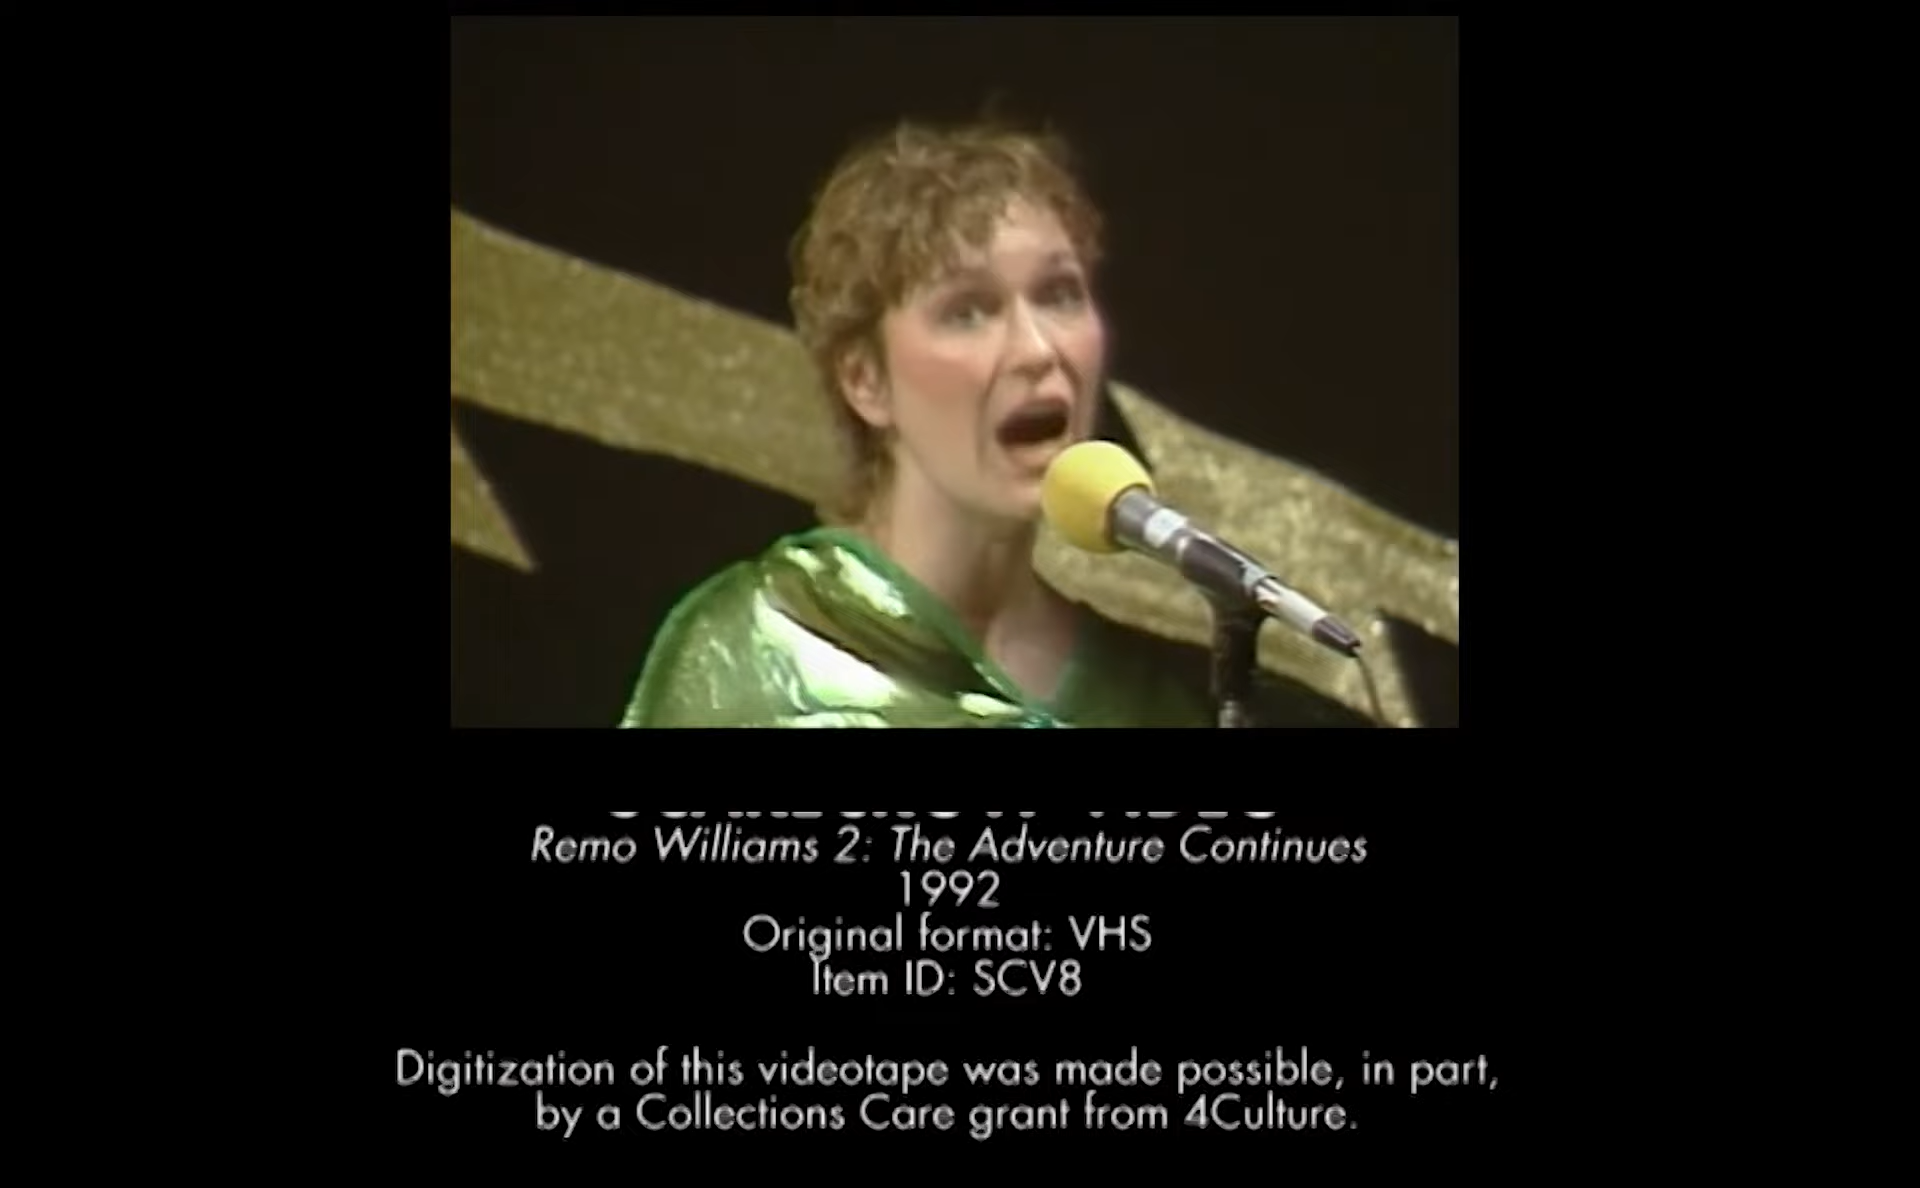 Remo Williams 2: The Adventure Continues
1992
Original format: VHS
Item ID: SCV8
Digitization of this videotape was made possible, in part,
by a Collections Care grant from 4Culture.